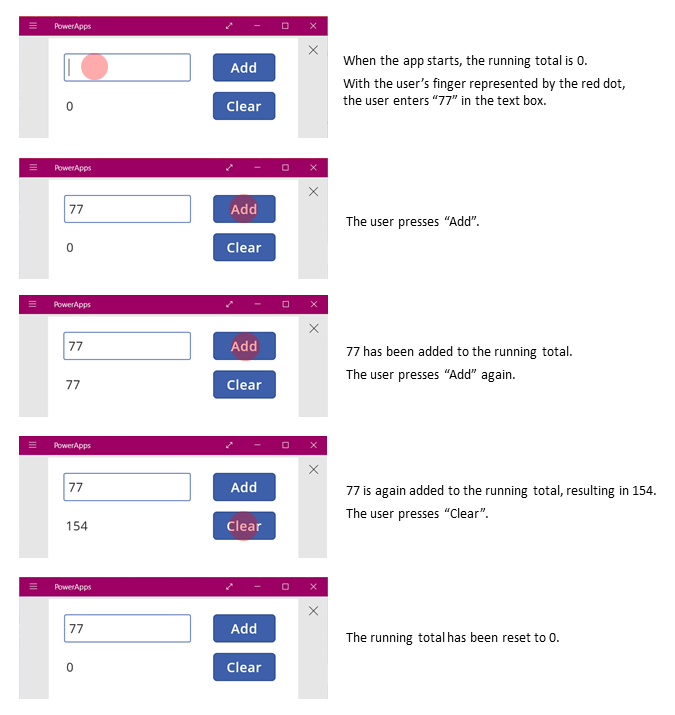 PowerApps
Add
0
Clear
When the app starts, the running total is 0.
With the user’s finger represented by the red dot,
the user enters “77” in the text box.
PowerApps
77
Add
0
Clear
The user presses “Add”.
PowerApps
77
Add
77
Clear
77 has been added to the running total.
The user presses “Add” again.
PowerApps
77
Add
154
Clear
77 is again added to the running total, resulting in 154.
The user presses “Clear”.
PowerApps
77
Add
0
Clear
The running total has been reset to 0.